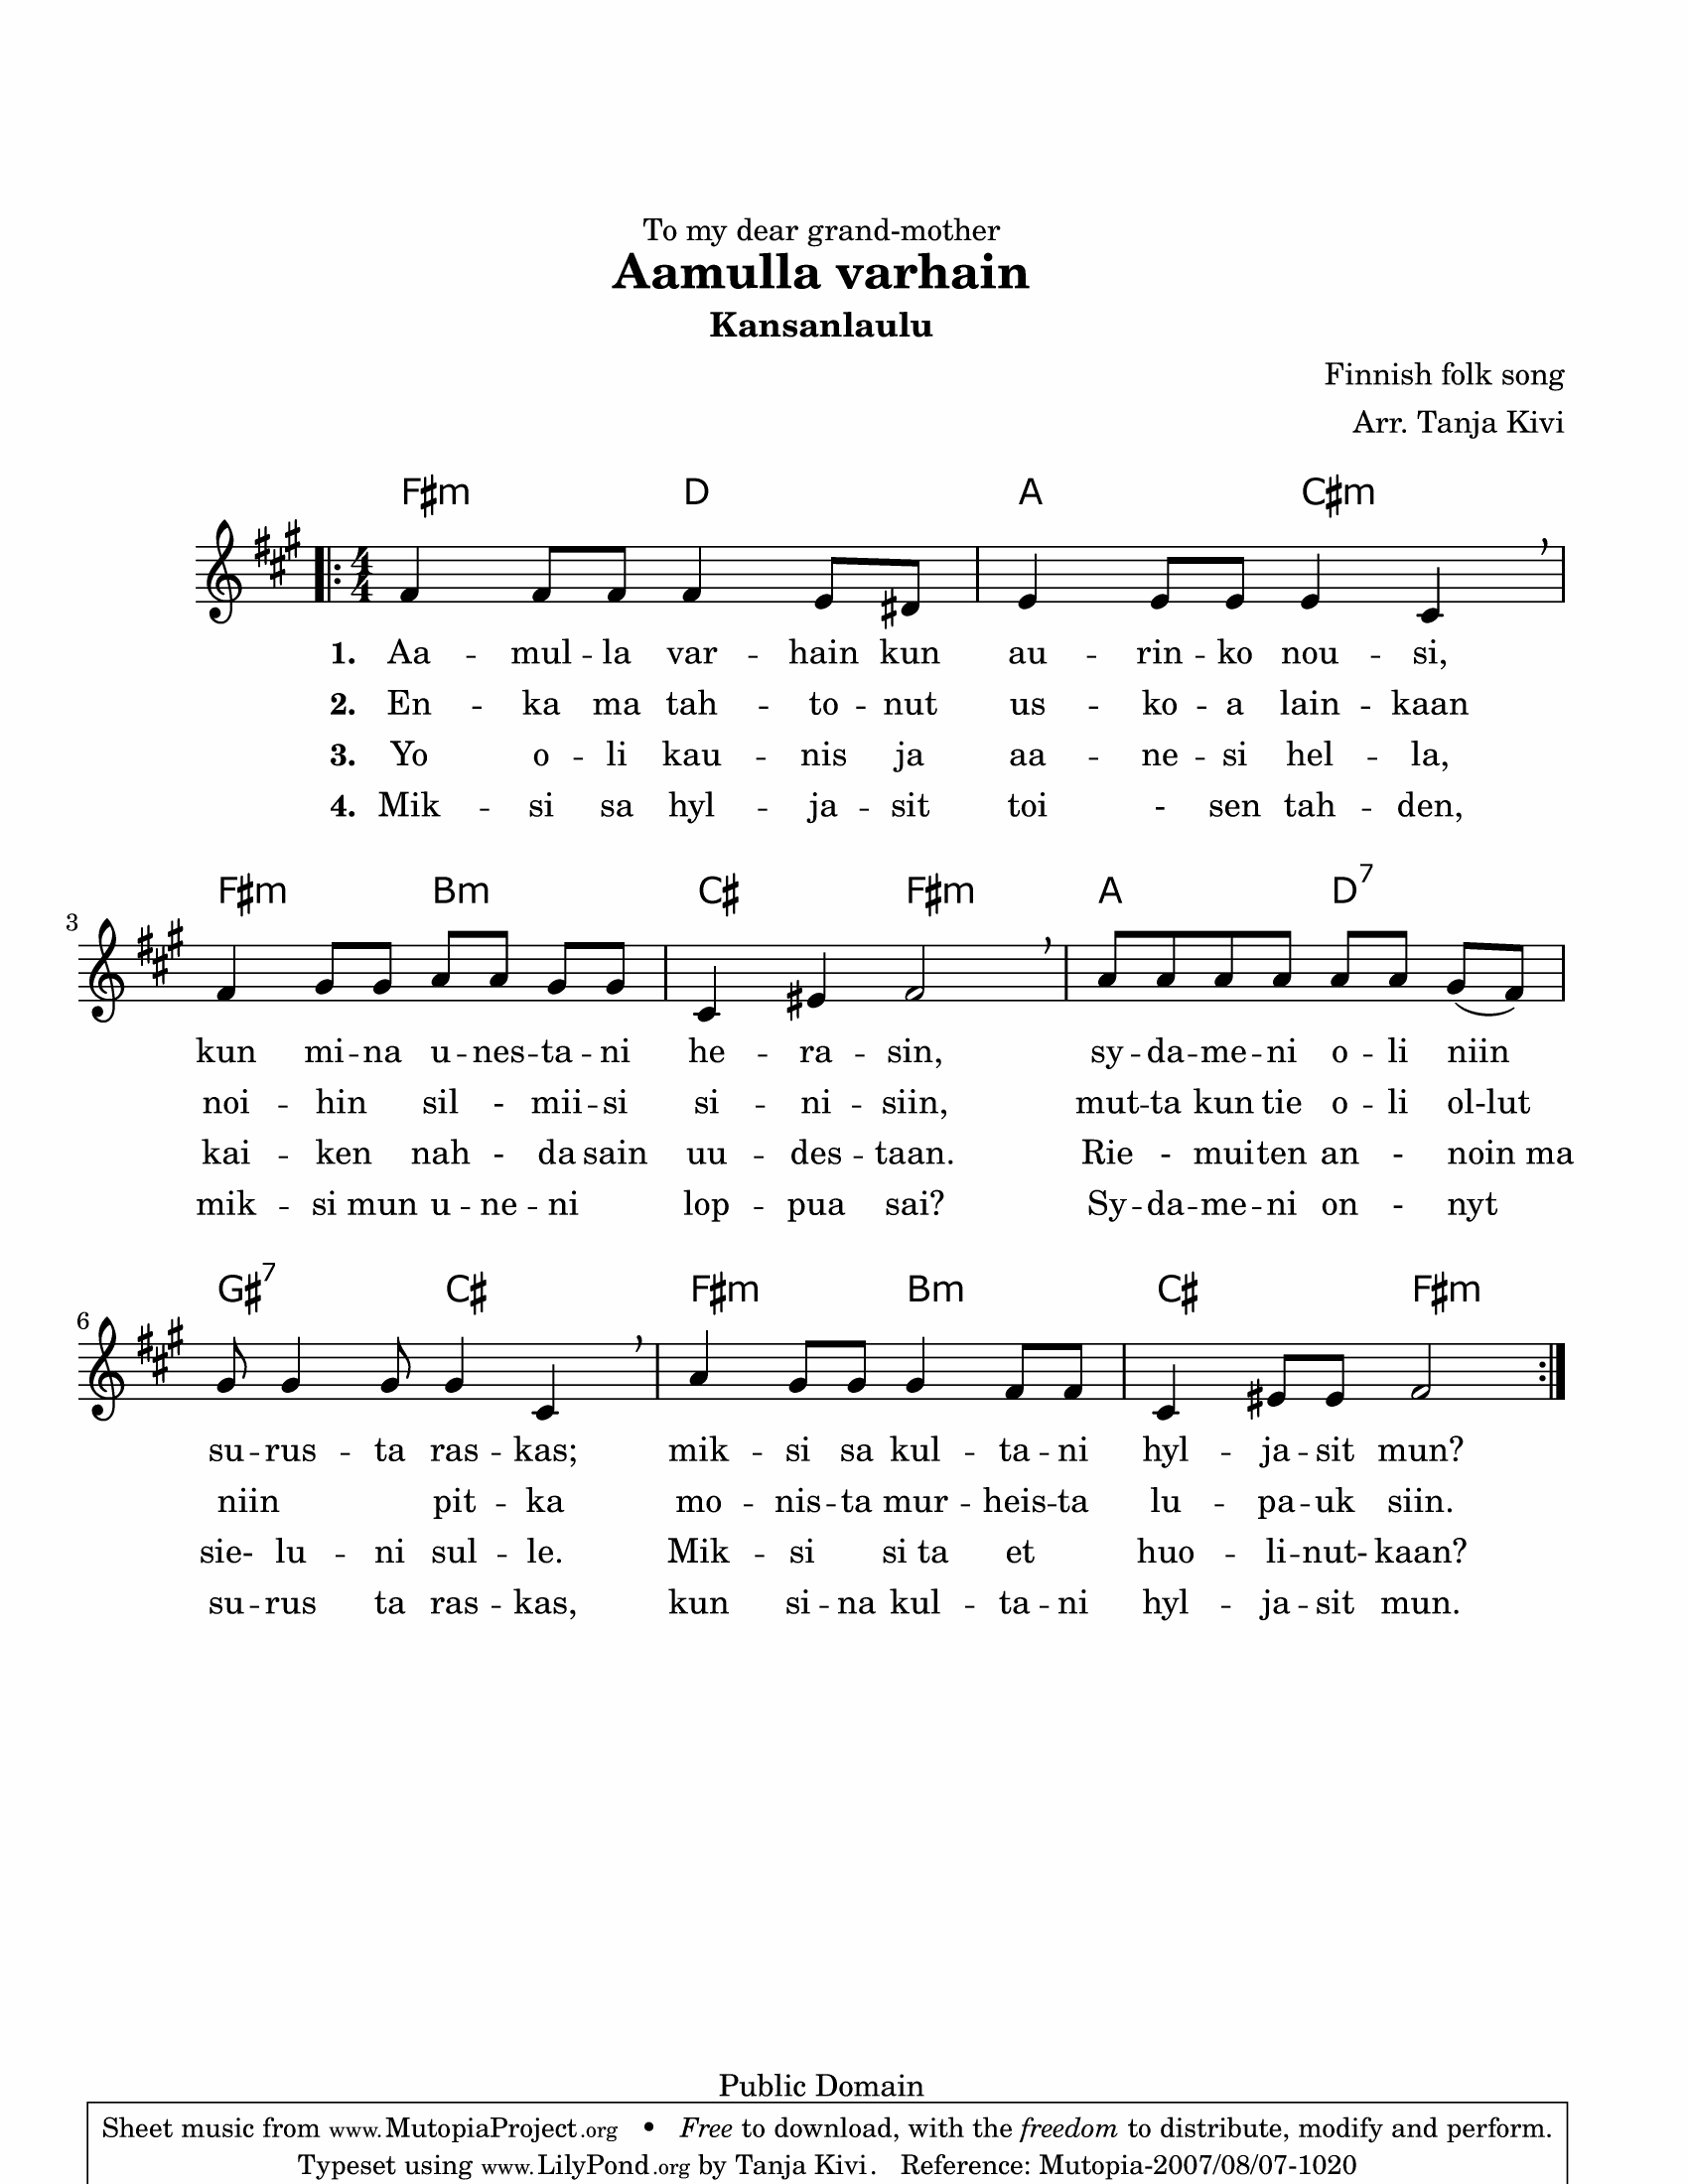 To my dear grand-mother
Aamulla varhain
Kansanlaulu
Finnish folk song
Arr. Tanja Kivi
F♯m D A C♯m
1. Aa -- mul -- la var -- hain kun au -- rin -- ko nou -- si,
2. En -- ka ma tah -- to -- nut us -- ko -- a lain -- kaan
3. Yo o -- li kau -- nis ja aa -- ne -- si hel -- la,
4. Mik -- si sa hyl -- ja -- sit toi - sen tah -- den,
F♯m Bm C♯ F♯m A D7
3
kun mi -- na u -- nes -- ta -- ni he -- ra -- sin, sy -- da -- me -- ni o -- li niin
noi -- hin sil - mii -- si si -- ni -- siin, mut -- ta kun tie o -- li ol-lut
kai -- ken nah - da sain uu -- des -- taan. Rie - mui -- ten an - noin ma
mik -- si mun u -- ne -- ni lop -- pua sai? Sy -- da -- me -- ni on - nyt
G♯7 C♯ F♯m Bm C♯ F♯m
6
su -- rus -- ta ras -- kas; mik -- si sa kul -- ta -- ni hyl -- ja -- sit mun?
niin pit -- ka mo -- nis -- ta mur -- heis -- ta lu -- pa -- uk siin.
sie- lu -- ni sul -- le. Mik -- si si ta et huo -- li -- nut- kaan?
su -- rus ta ras -- kas, kun si -- na kul -- ta -- ni hyl -- ja -- sit mun.
Public Domain
Sheet music from www.MutopiaProject.org • Free to download, with the freedom to distribute, modify and perform.
Typeset using www.LilyPond.org by Tanja Kivi. Reference: Mutopia-2007/08/07-1020